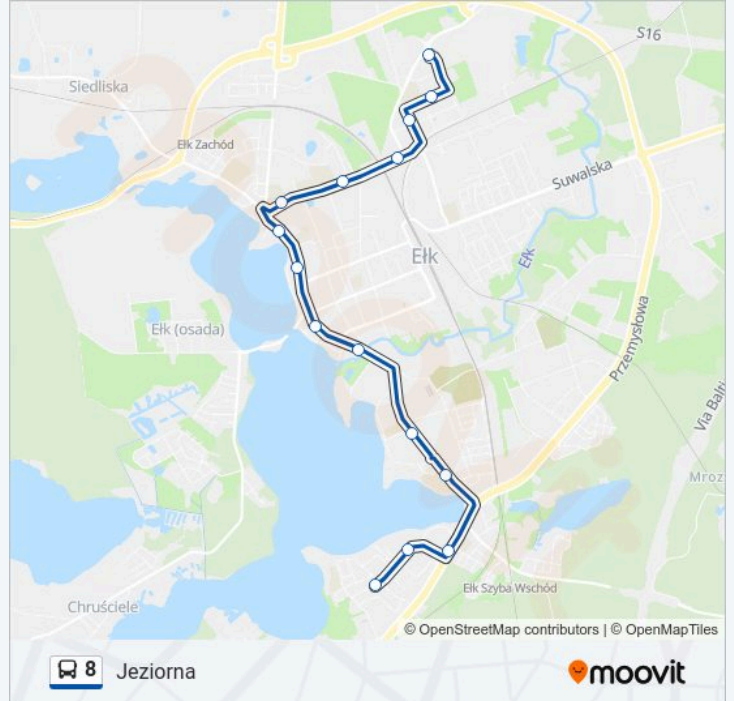 S16
Siedliska
Ełk Zachód
Suwalska
Ełk
Ełk
Ełk (osada)
Przemysłowa
Via Balti
Mroz
Ełk Szyba Wschód
Chruściele
© OpenStreetMap contributors | © OpenMapTiles
8 Jeziorna
moovit